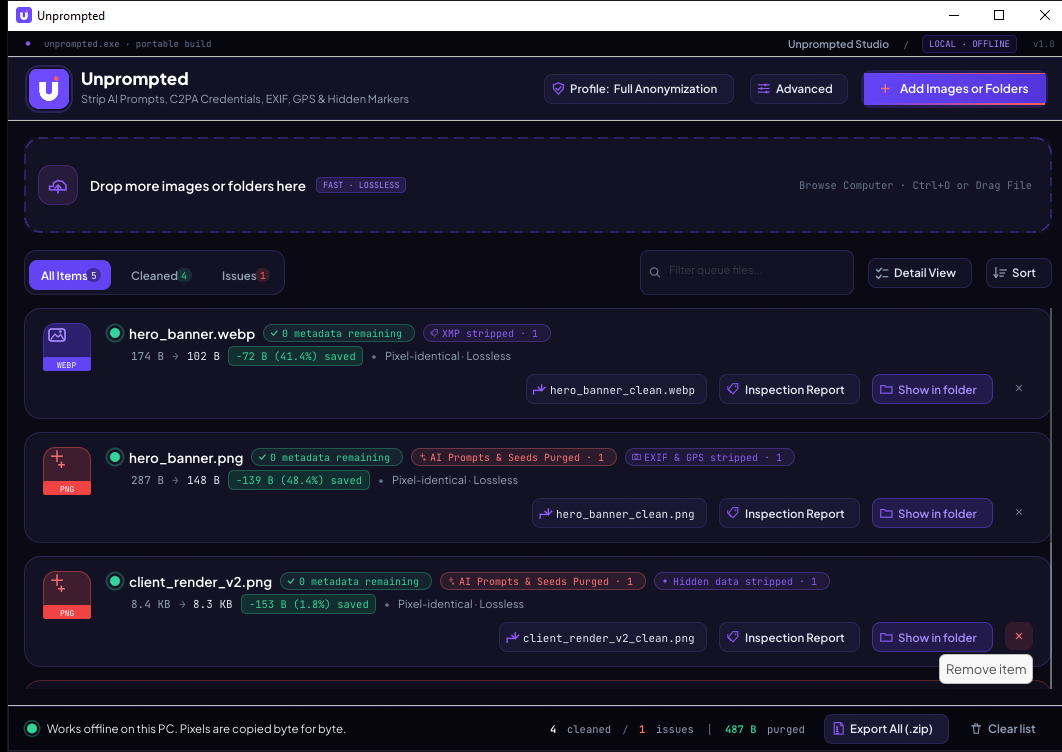 Unprompted
unprompted.exe · portable build
Unprompted Studio / LOCAL · OFFLINE v1.0
Unprompted
Strip AI Prompts, C2PA Credentials, EXIF, GPS & Hidden Markers
Profile: Full Anonymization
Advanced
+ Add Images or Folders
Drop more images or folders here FAST · LOSSLESS
Browse Computer · Ctrl+O or Drag File
All Items 5
Cleaned 4
Issues 1
Filter queue files...
Detail View
Sort
WEBP
hero_banner.webp ✓ 0 metadata remaining XMP stripped · 1
174 B → 102 B -72 B (41.4%) saved • Pixel-identical · Lossless
hero_banner_clean.webp Inspection Report Show in folder ×
PNG
hero_banner.png ✓ 0 metadata remaining AI Prompts & Seeds Purged · 1 EXIF & GPS stripped · 1
287 B → 148 B -139 B (48.4%) saved • Pixel-identical · Lossless
hero_banner_clean.png Inspection Report Show in folder ×
PNG
client_render_v2.png ✓ 0 metadata remaining AI Prompts & Seeds Purged · 1 • Hidden data stripped · 1
8.4 KB → 8.3 KB -153 B (1.8%) saved • Pixel-identical · Lossless
client_render_v2_clean.png Inspection Report Show in folder ×
Remove item
Works offline on this PC. Pixels are copied byte for byte.
4 cleaned / 1 issues | 487 B purged
Export All (.zip)
Clear list